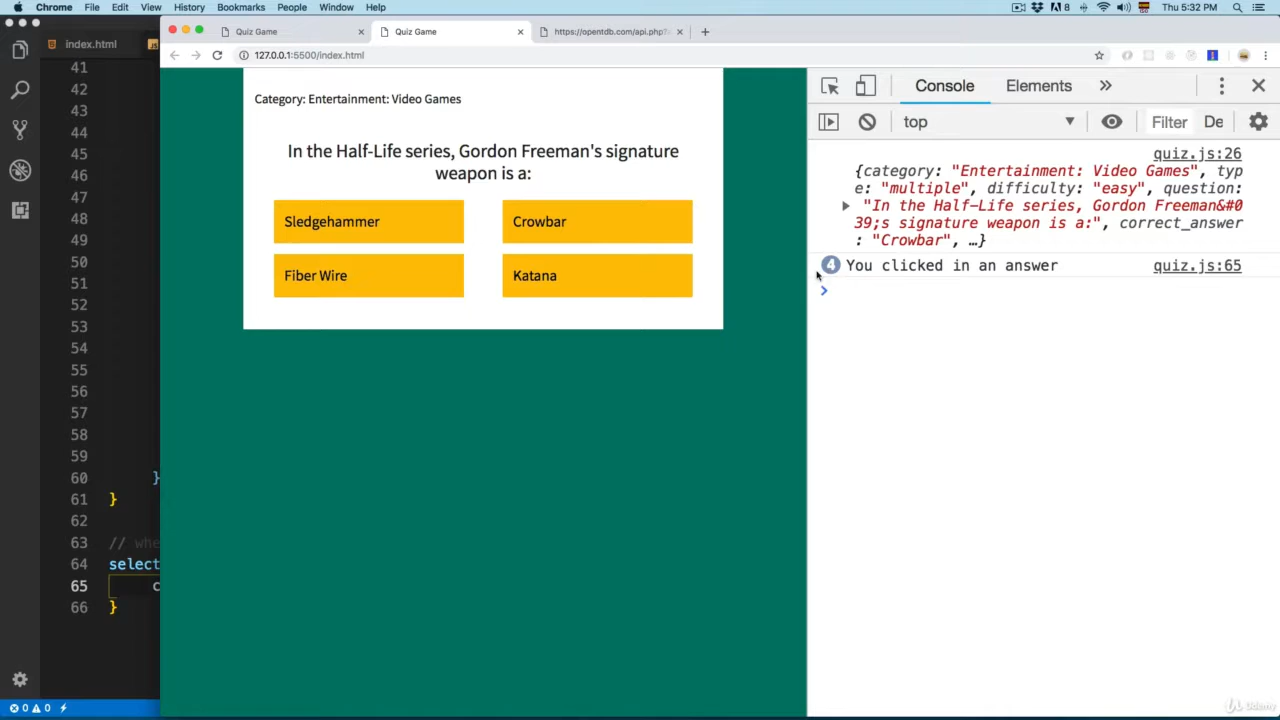 Chrome File Edit View History Bookmarks People Window Help 8 Thu 5:32 PM
Quiz Game
Quiz Game
https://opentdb.com/api.php?
127.0.0.1:5500/index.html
index.html
41
42
43
44
45
46
47
48
49
50
51
52
53
54
55
56
57
58
59
60 }
61 }
62
63 // whe
64 select
65 c
66 }
0 0
Category: Entertainment: Video Games
In the Half-Life series, Gordon Freeman's signature
weapon is a:
Sledgehammer
Crowbar
Fiber Wire
Katana
Console Elements
top Filter De
quiz.js:26
{category: "Entertainment: Video Games", typ
e: "multiple", difficulty: "easy", question:
"In the Half-Life series, Gordon Freeman&#0
39;s signature weapon is a:", correct_answer
: "Crowbar", …}
4 You clicked in an answer quiz.js:65
Udemy